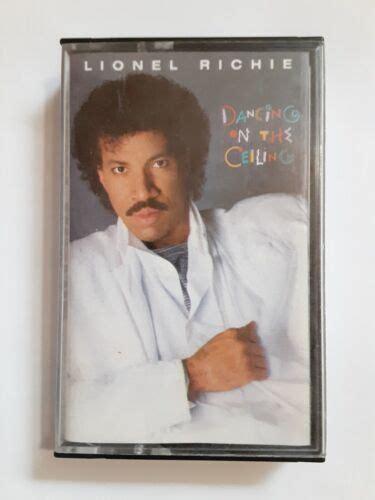 LIONEL RICHIE
DANCING
ON THE
CEILING